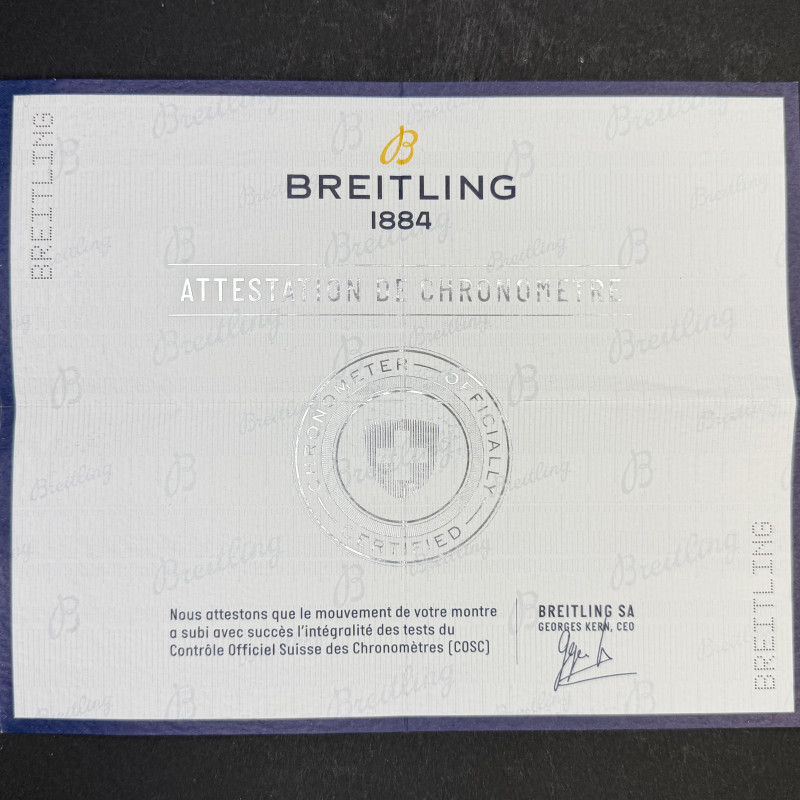 B
BREITLING
1884
BREITLING
ATTESTATION DE CHRONOMETRE
CHRONOMETER — OFFICIALLY — CERTIFIED
Nous attestons que le mouvement de votre montre
a subi avec succès l'intégralité des tests du
Contrôle Officiel Suisse des Chronomètres (COSC)
BREITLING SA
GEORGES KERN, CEO
BREITLING
Breitling